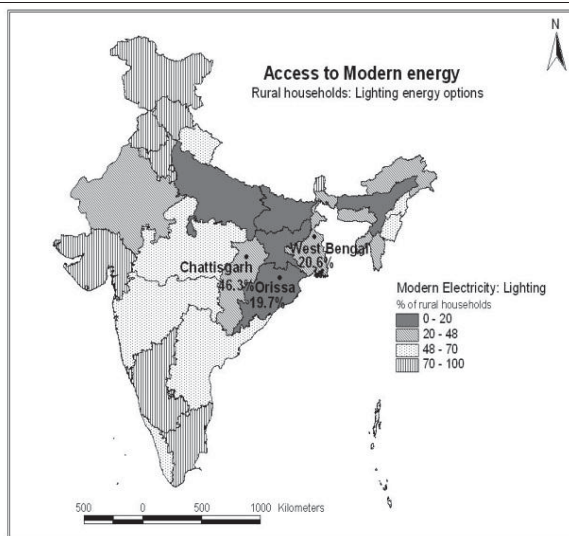 N
Access to Modern energy
Rural households: Lighting energy options
West Bengal
20.6%
Chattisgarh
46.3%
Orissa
19.7%
Modern Electricity: Lighting
% of rural households
0 - 20
20 - 48
48 - 70
70 - 100
500 0 500 1000 Kilometers